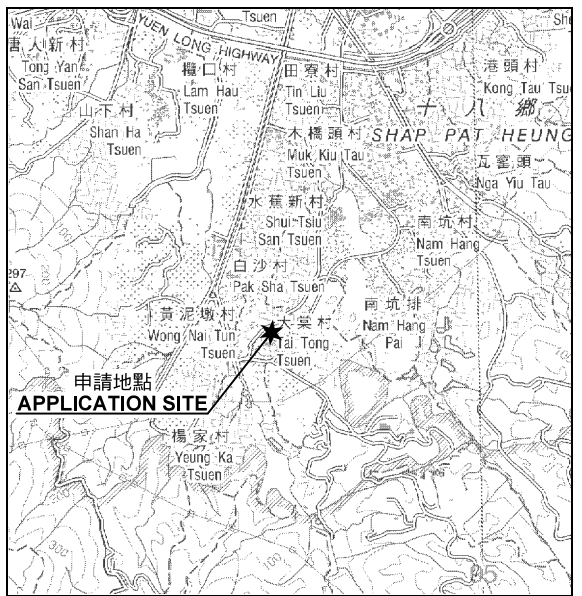 Wai
Tsuen
YUEN LONG HIGHWAY
唐人新村
Tong Yan
San Tsuen
欖口村
Lam Hau
Tsuen
田寮村
Tin Liu
Tsuen
港頭村
Kong Tau Tsue
十八鄉
SHAP PAT HEUNG
山下村
Shan Ha
Tsuen
木橋頭村
Muk Kiu Tau
Tsuen
瓦窰頭
Nga Yiu Tau
水蕉新村
Shui Tsiu
San Tsuen
南坑村
Nam Hang
Tsuen
白沙村
Pak Sha Tsuen
297
黃泥墩村
Wong Nai Tun
Tsuen
大棠村
Tai Tong
Tsuen
南坑排
Nam Hang
Pai
申請地點
APPLICATION SITE
楊家村
Yeung Ka
Tsuen
100
300